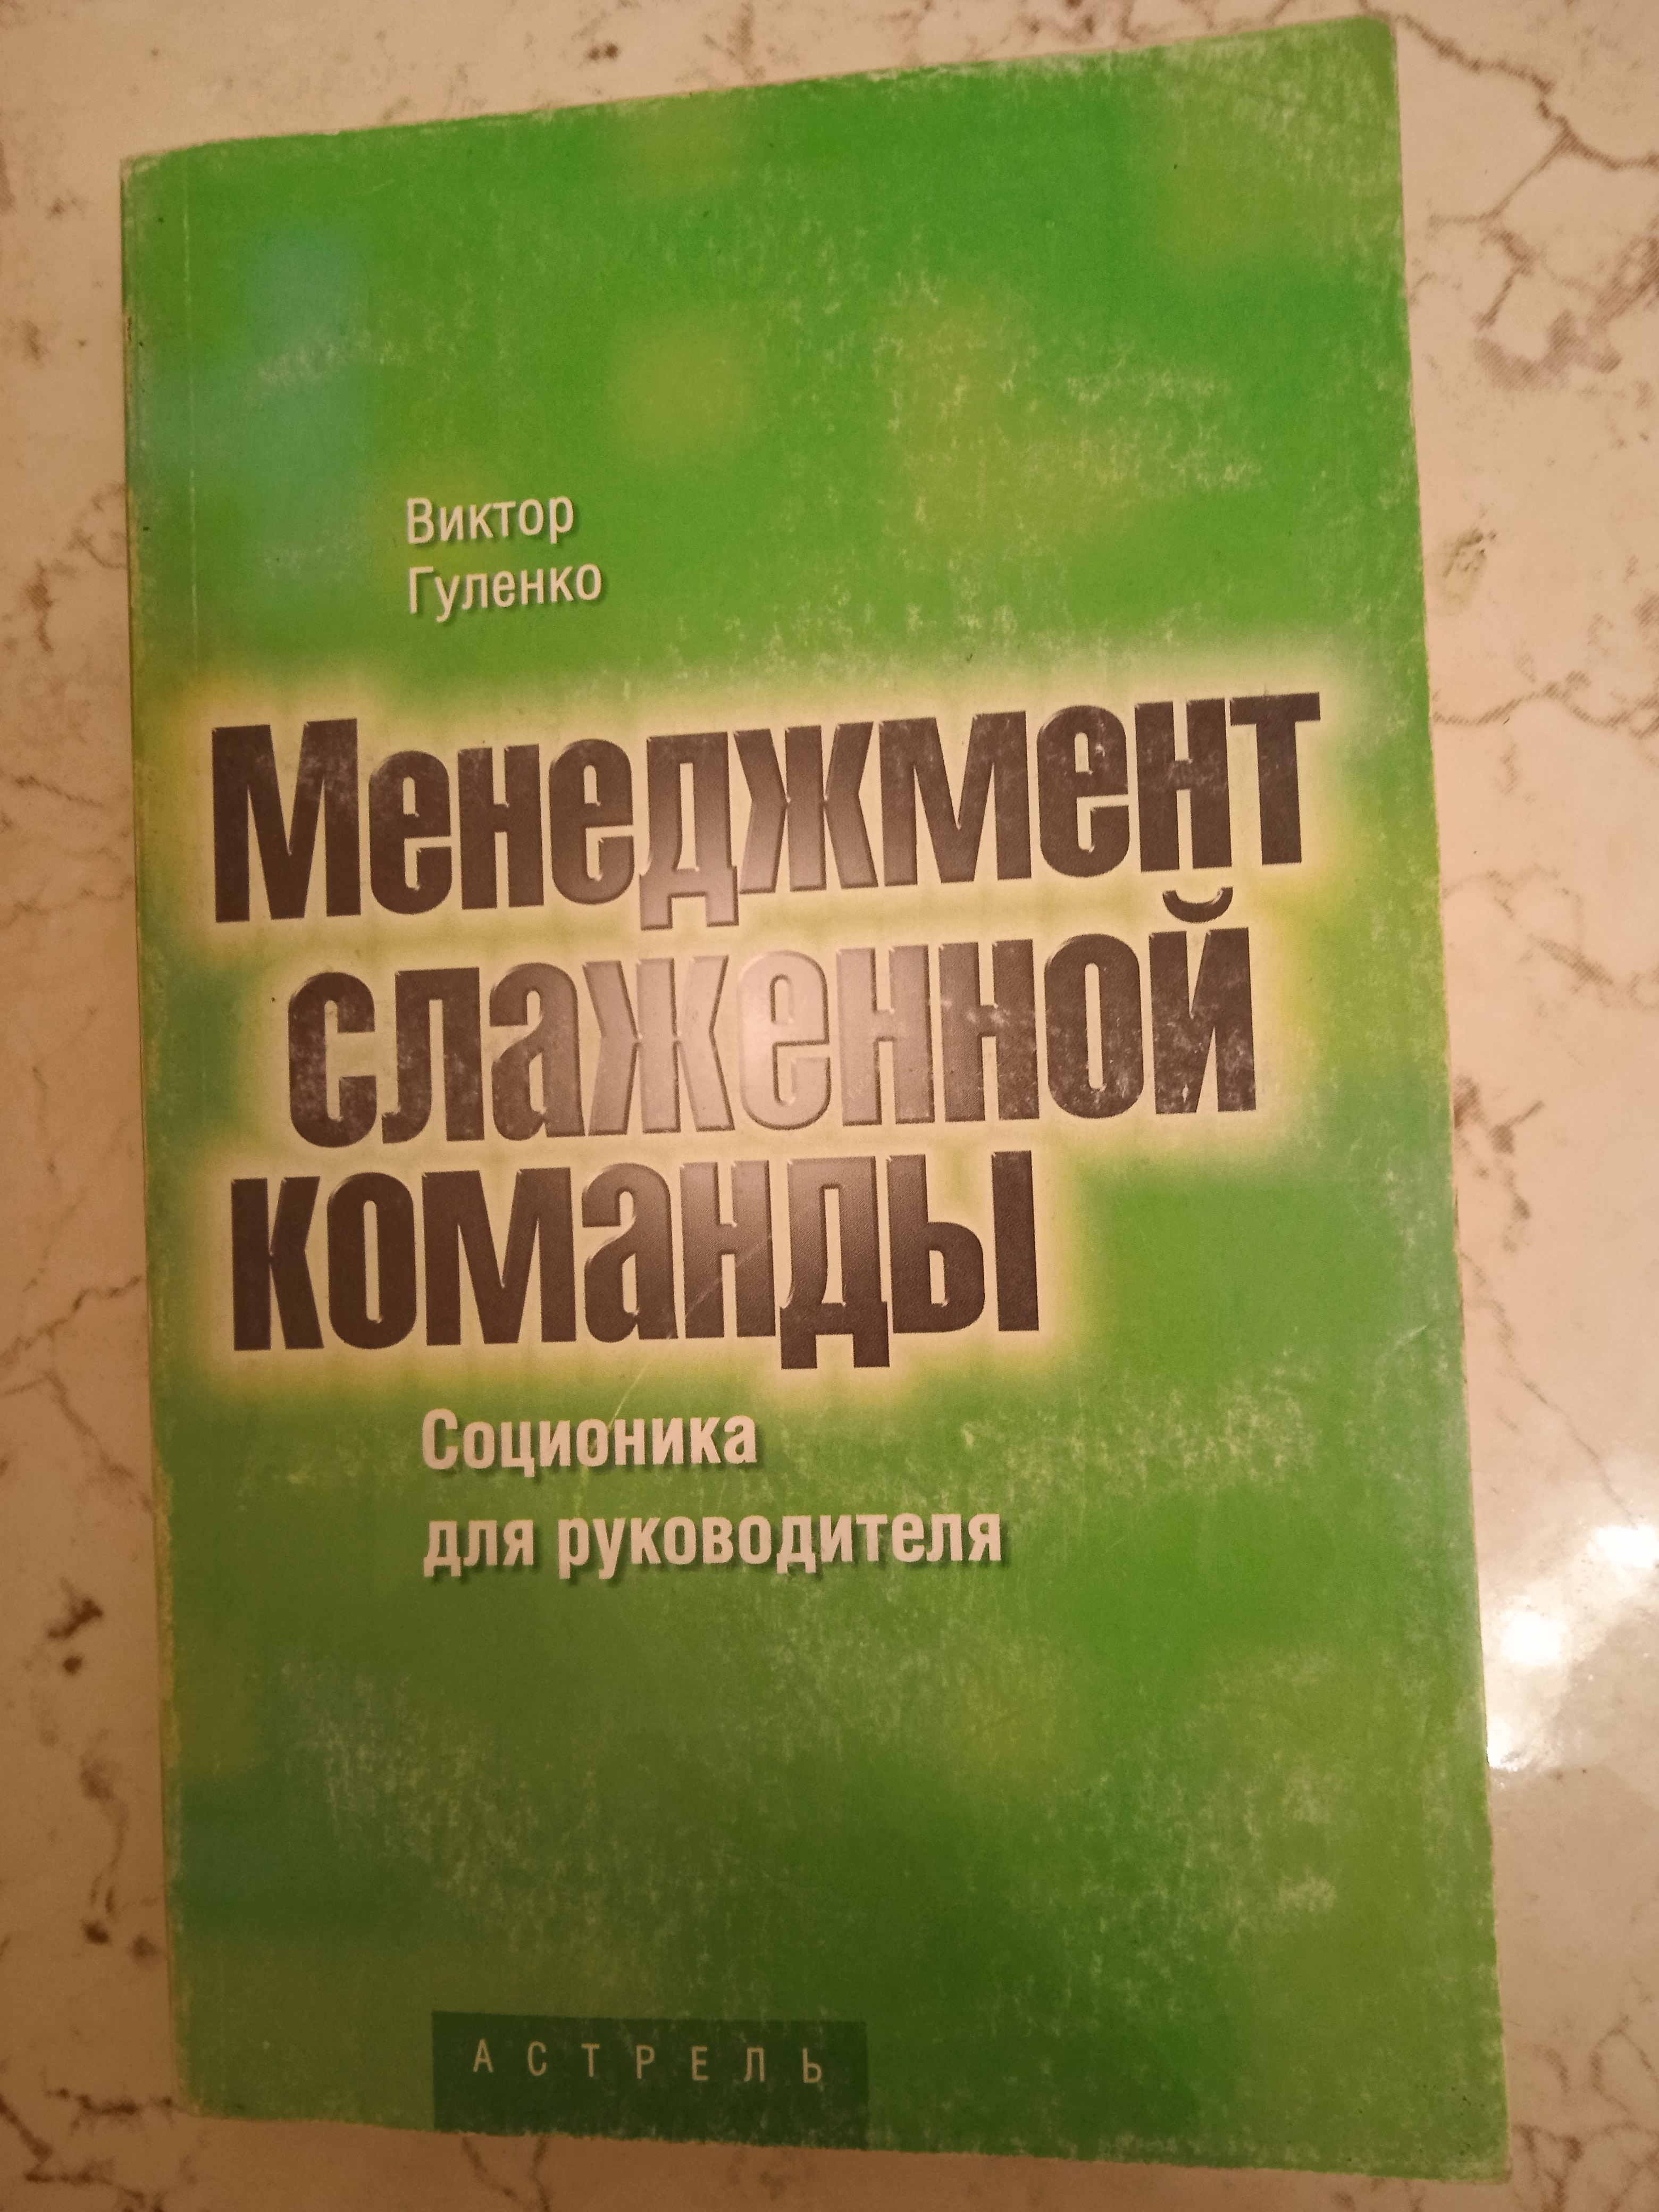 Виктор
Гуленко
Менеджмент
слаженной
команды
Соционика
для руководителя
АСТРЕЛЬ